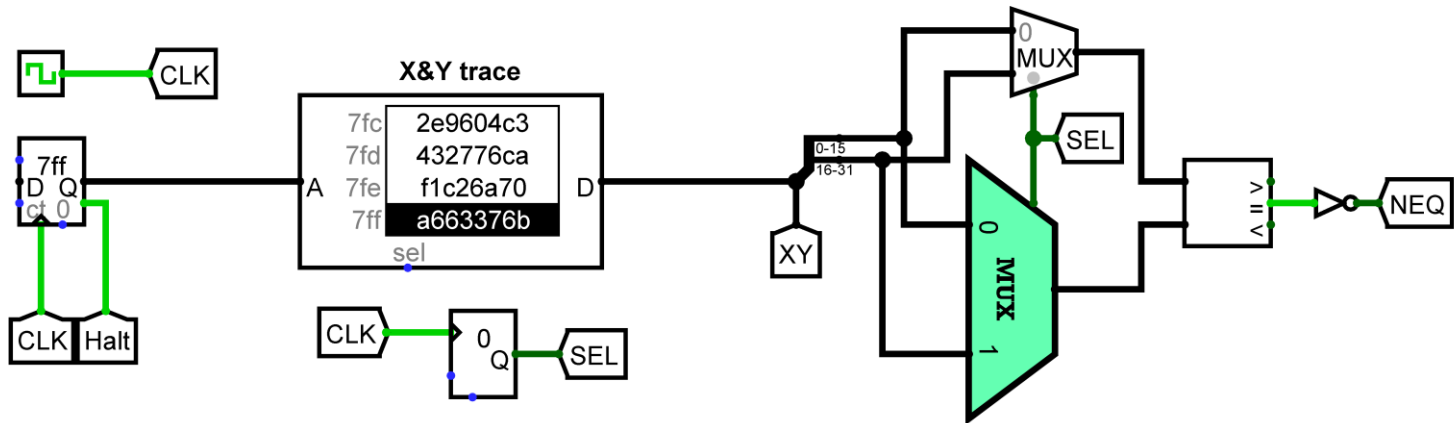 CLK
X&Y trace
7fc 2e9604c3
7fd 432776ca
7fe f1c26a70
7ff a663376b
A
D
sel
7ff
D Q
ct 0
CLK
Halt
CLK
0
Q
SEL
XY
0-15
16-31
0
MUX
SEL
0
MUX
1
>
=
<
NEQ